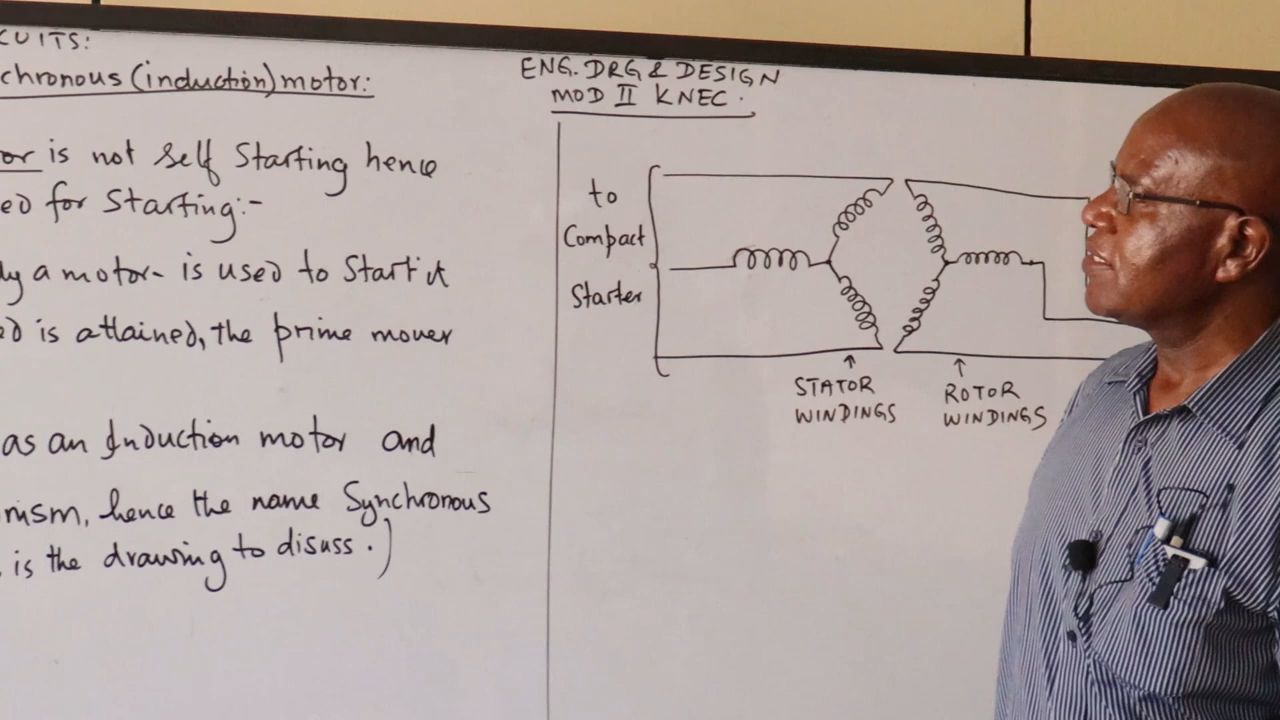 CUITS:
chronous (induction) motor:
or is not self starting hence
ed for starting:-
ly a motor - is used to start it
ed is attained, the prime mover
as an Induction motor and
nism, hence the name Synchronous
is the drawing to disuss.)
ENG. DRG & DESIGN
MOD II KNEC.
to
Compact
Starter
STATOR
WINDINGS
ROTOR
WINDINGS